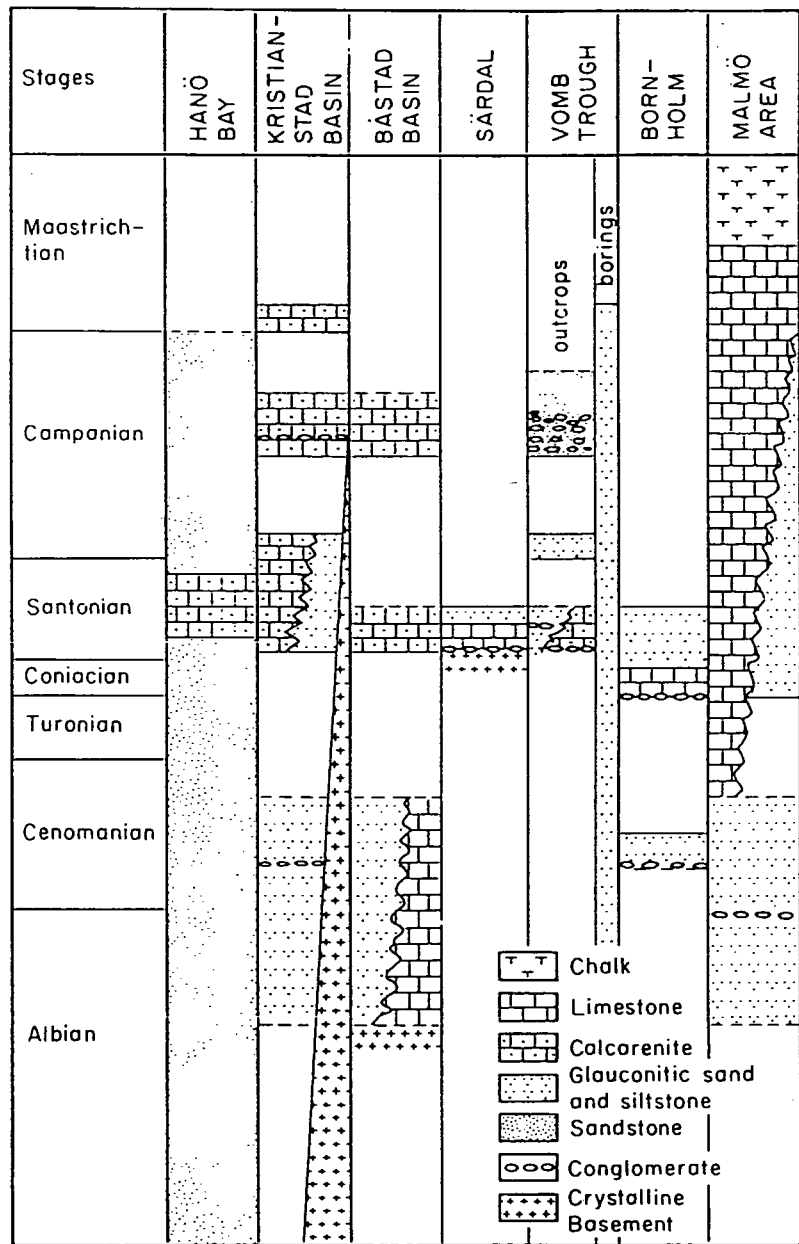 Stages
HANÖ
BAY
KRISTIAN-
STAD
BASIN
BÅSTAD
BASIN
SÄRDAL
VOMB
TROUGH
BORN-
HOLM
MALMÖ
AREA
Maastrich-
tian
Campanian
Santonian
Coniacian
Turonian
Cenomanian
Albian
outcrops
borings
Chalk
Limestone
Calcarenite
Glauconitic sand
and siltstone
Sandstone
Conglomerate
Crystalline
Basement